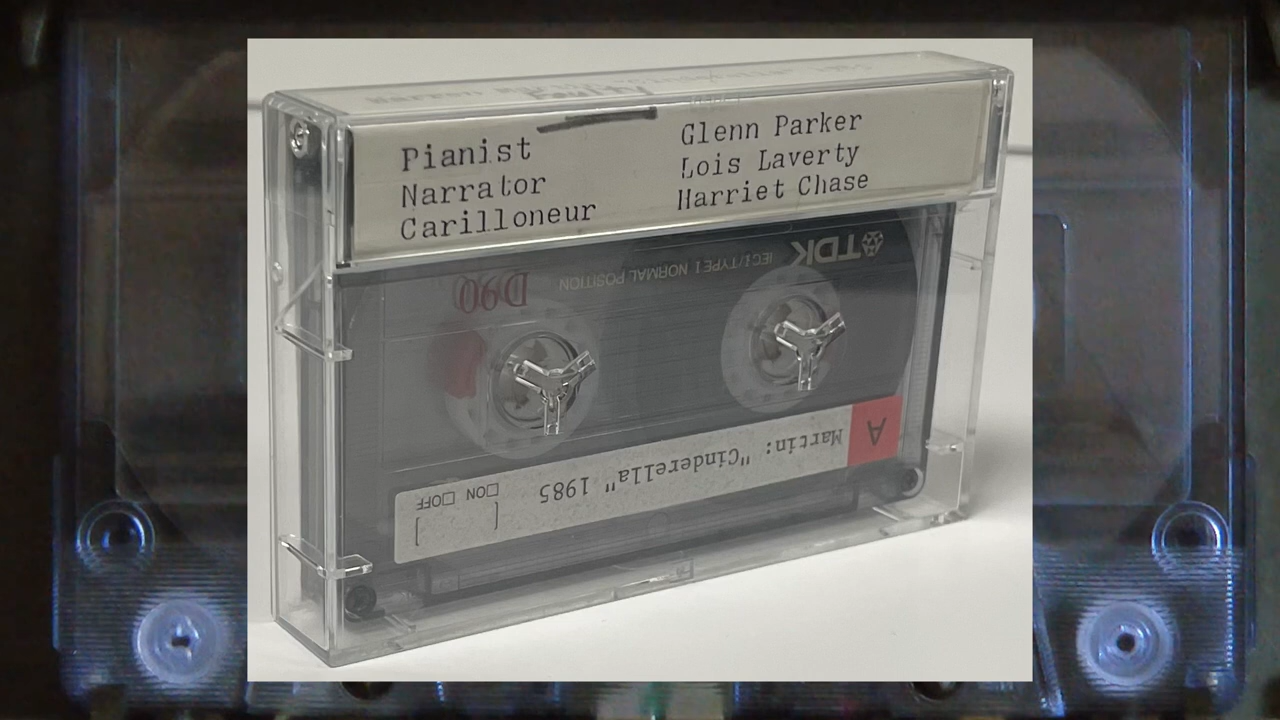 Pianist Glenn Parker
Narrator Lois Laverty
Carilloneur Harriet Chase
TDK
IEC I/TYPE I NORMAL POSITION
D90
A
Martin: "Cinderella" 1985
ON OFF